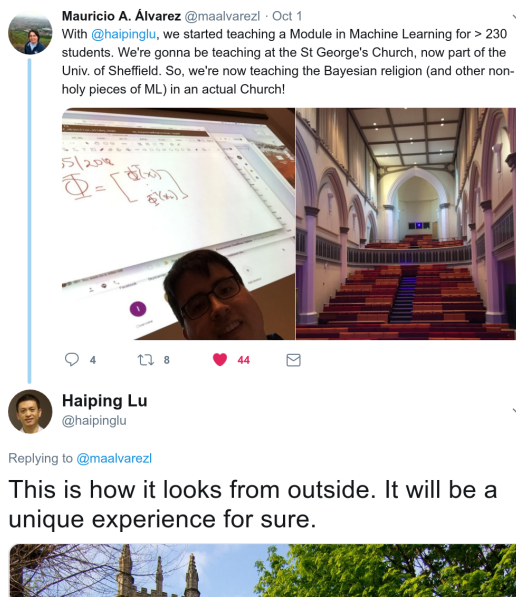 Mauricio A. Álvarez @maalvarezl · Oct 1
With @haipinglu, we started teaching a Module in Machine Learning for > 230
students. We're gonna be teaching at the St George's Church, now part of the
Univ. of Sheffield. So, we're now teaching the Bayesian religion (and other non-
holy pieces of ML) in an actual Church!
4 8 44
Haiping Lu
@haipinglu
Replying to @maalvarezl
This is how it looks from outside. It will be a
unique experience for sure.